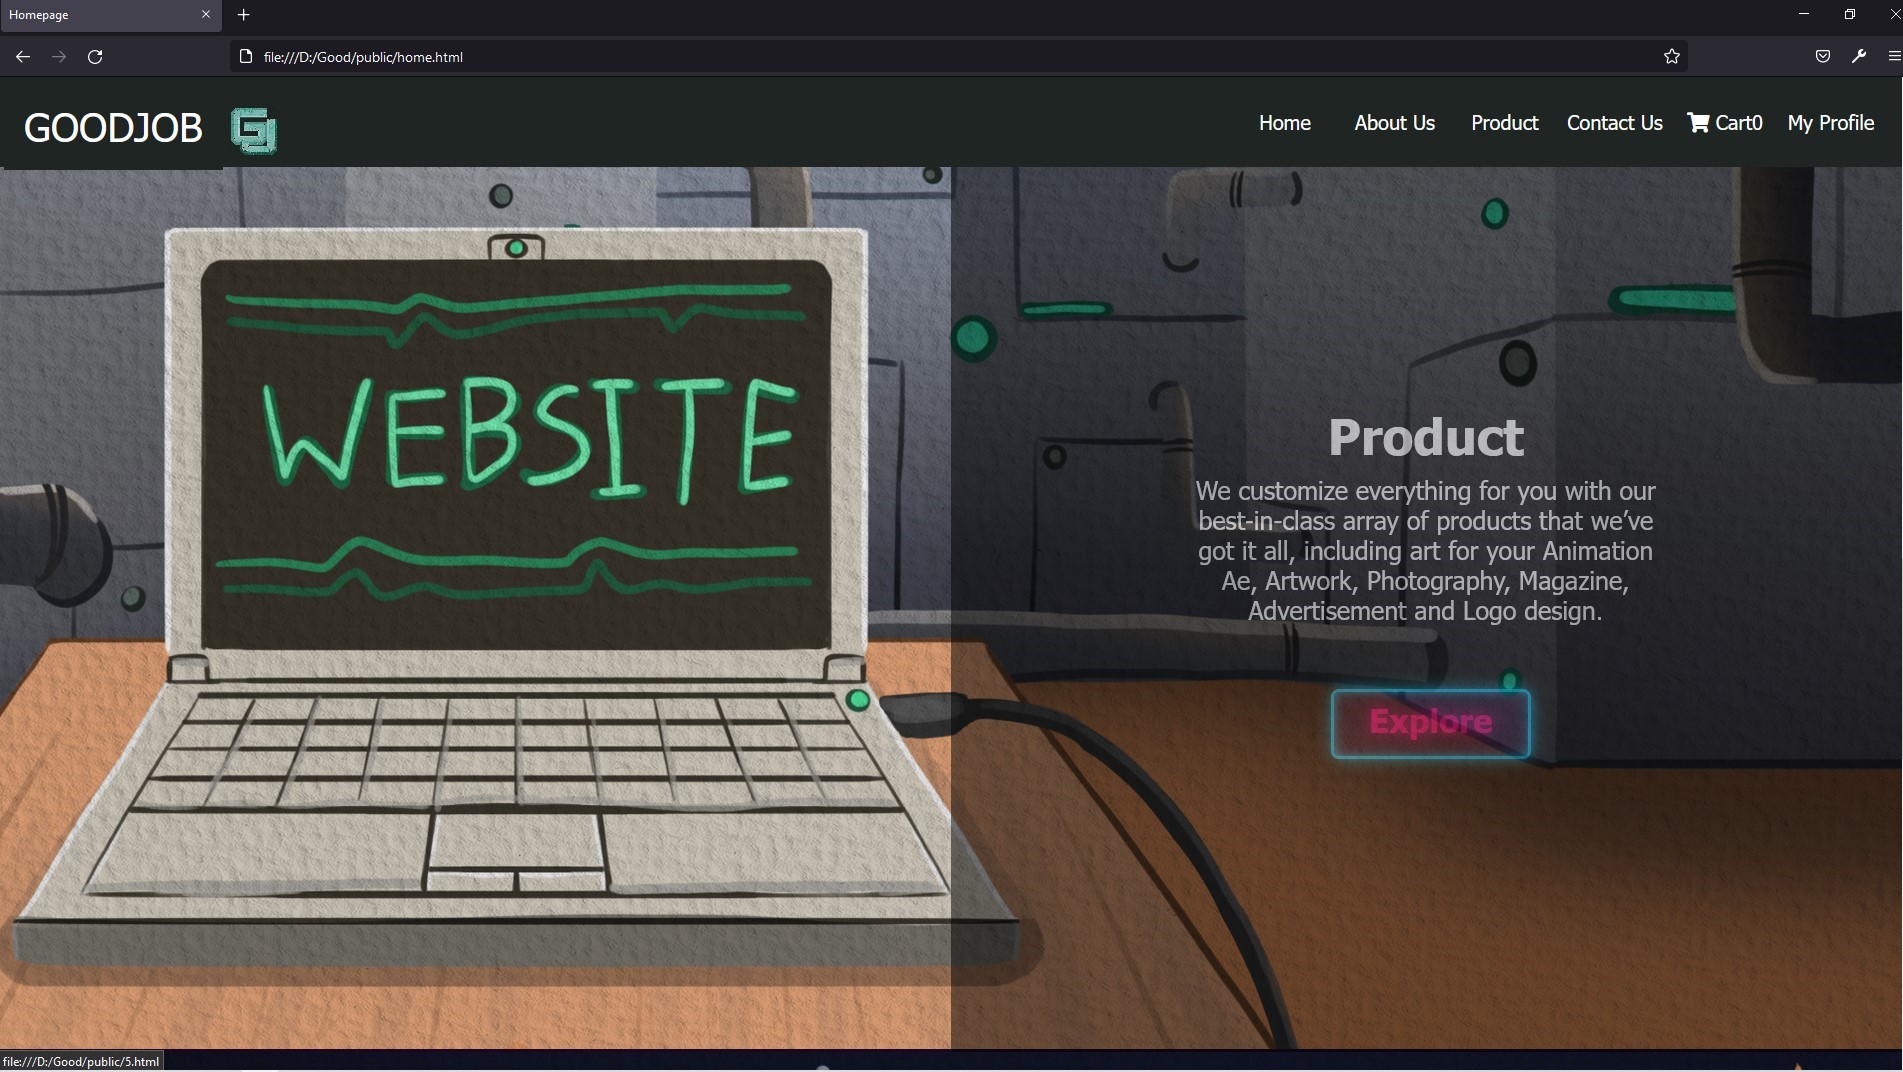 Homepage
file:///D:/Good/public/home.html
GOODJOB
Home About Us Product Contact Us Cart0 My Profile
WEBSITE
Product
We customize everything for you with our
best-in-class array of products that we’ve
got it all, including art for your Animation
Ae, Artwork, Photography, Magazine,
Advertisement and Logo design.
Explore
file:///D:/Good/public/5.html